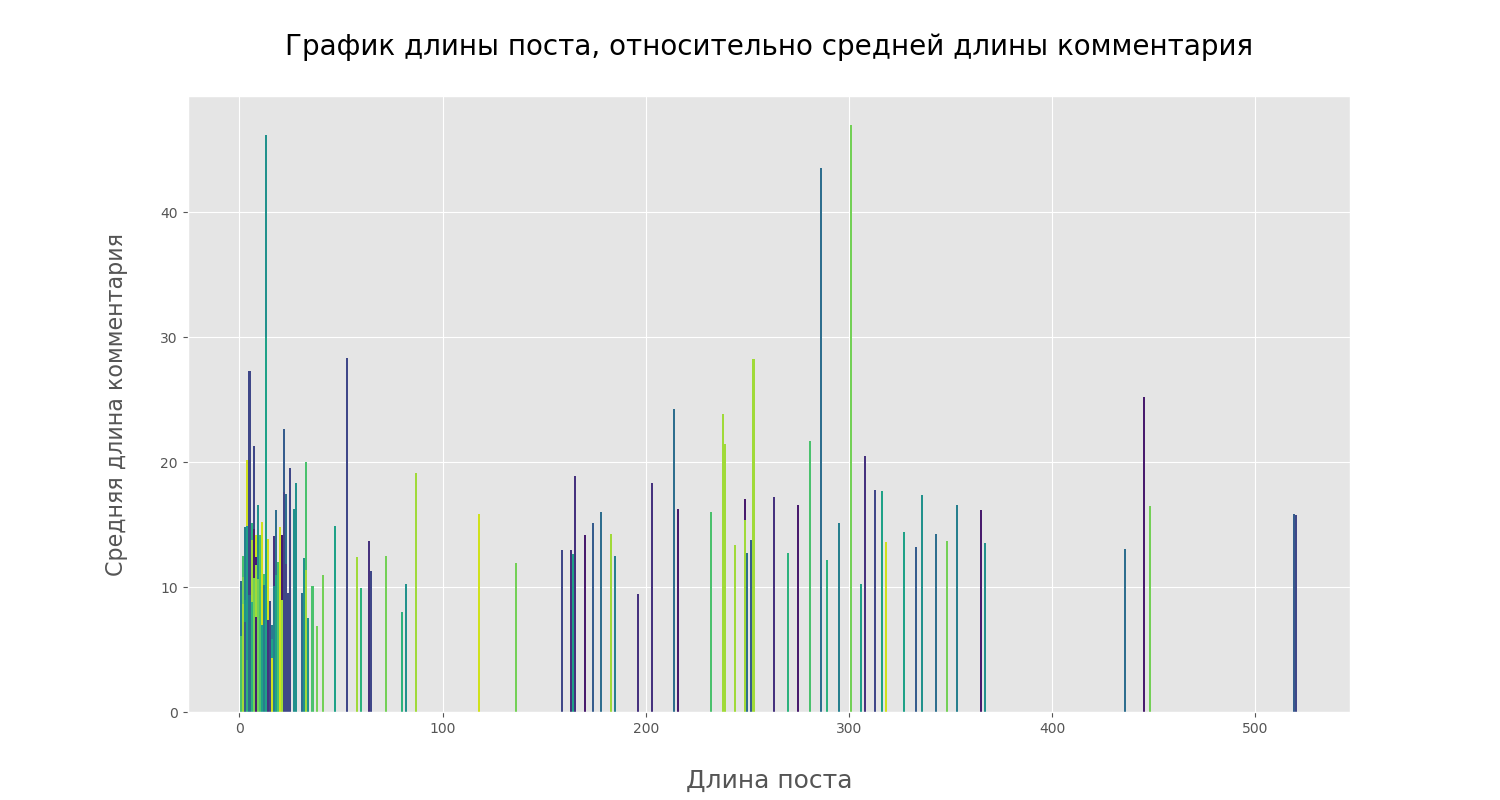 График длины поста, относительно средней длины комментария
Средняя длина комментария
40
30
20
10
0
0 100 200 300 400 500
Длина поста